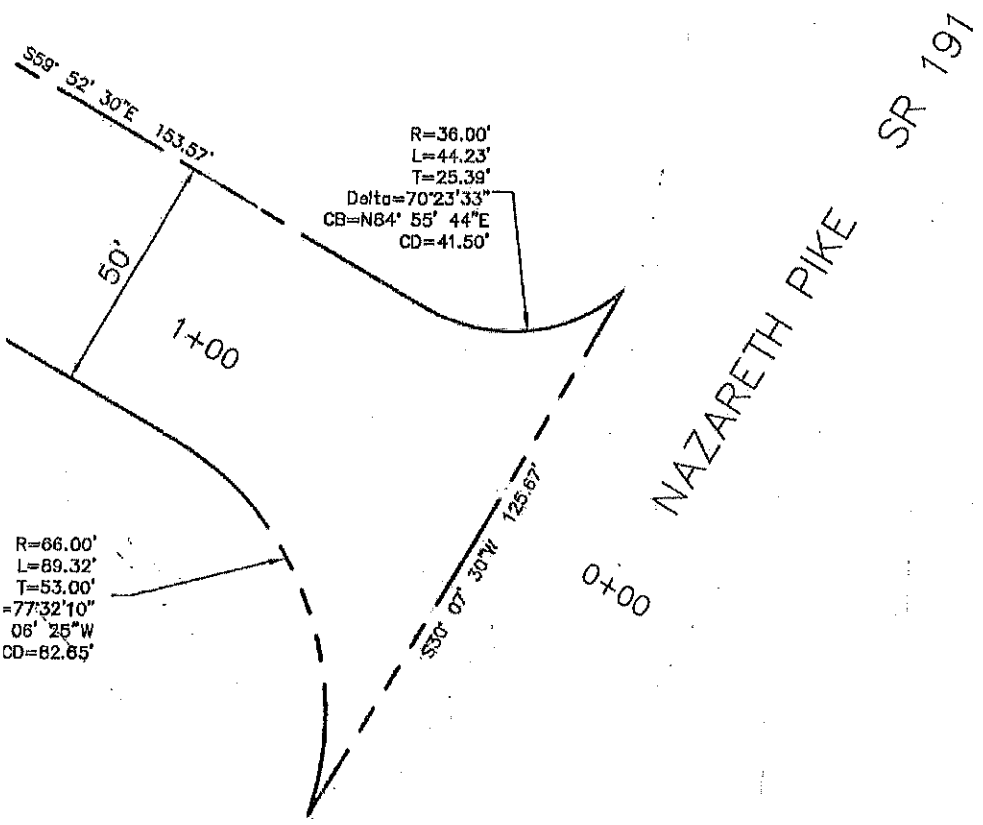 SR 191
S59° 52' 30"E 153.57'
R=36.00'
L=44.23'
T=25.39'
Delta=70°23'33"
CB=N84° 55' 44"E
CD=41.50'
50'
1+00
NAZARETH PIKE
S30° 07' 30"W 125.67'
0+00
R=66.00'
L=89.32'
T=53.00'
=77°32'10"
06' 25"W
CD=82.65'